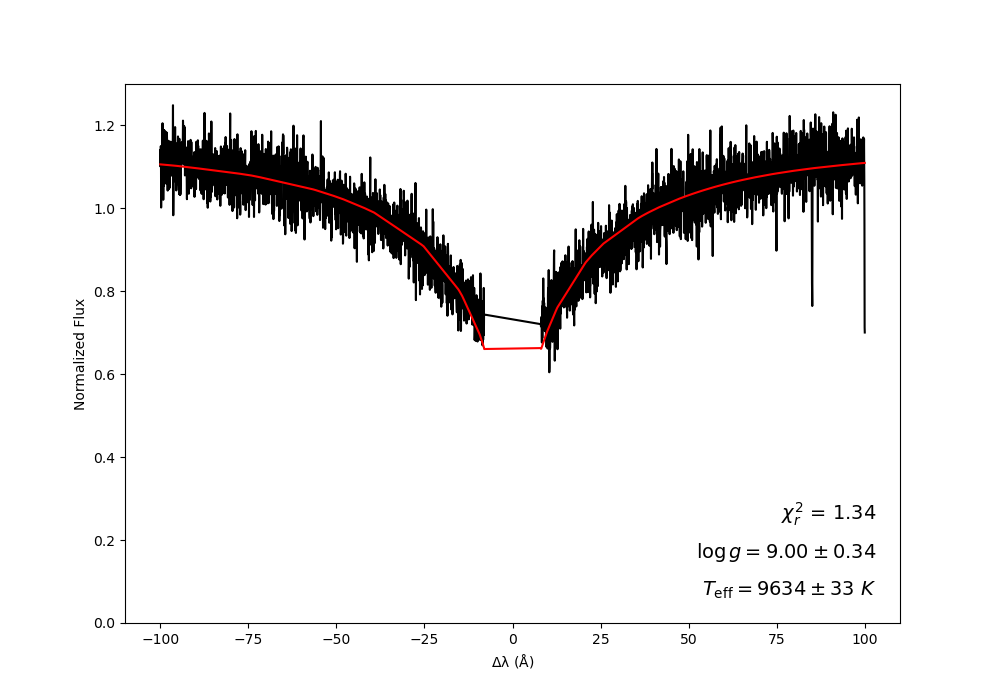 1.2
1.0
0.8
0.6
0.4
0.2
0.0
Normalized Flux
χ²ᵣ = 1.34
log g = 9.00 ± 0.34
T_eff = 9634 ± 33 K
−100 −75 −50 −25 0 25 50 75 100
Δλ (Å)